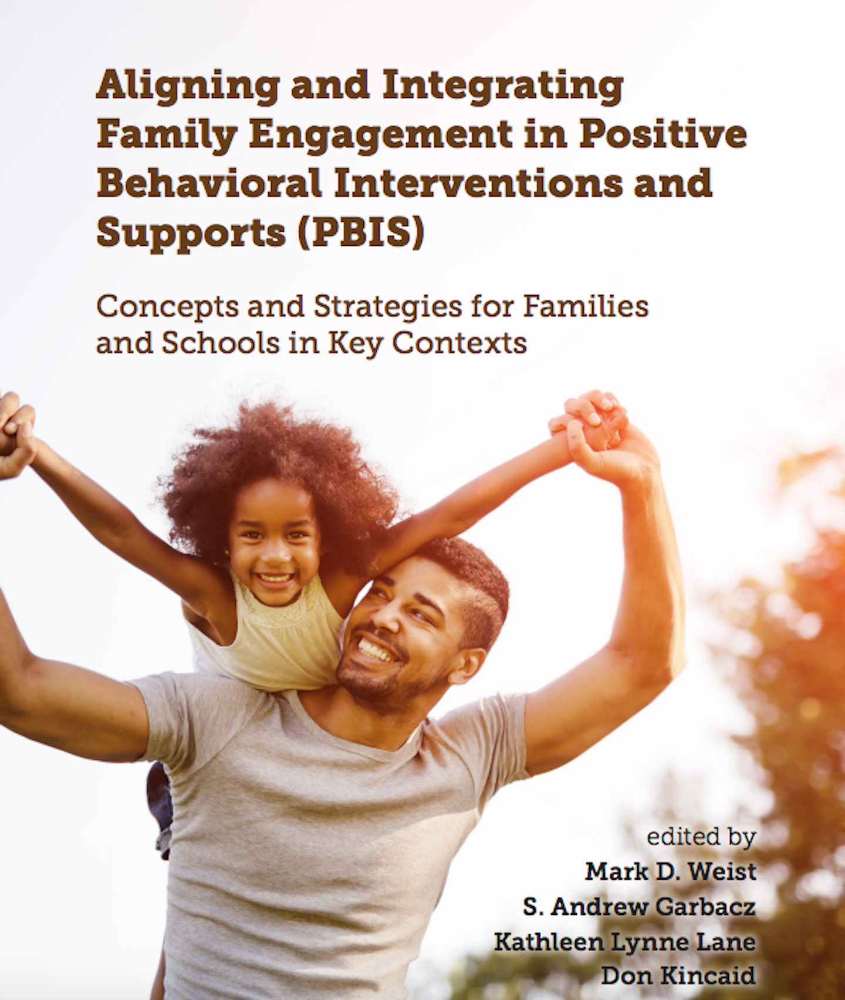 Aligning and Integrating
Family Engagement in Positive
Behavioral Interventions and
Supports (PBIS)
Concepts and Strategies for Families
and Schools in Key Contexts
edited by
Mark D. Weist
S. Andrew Garbacz
Kathleen Lynne Lane
Don Kincaid